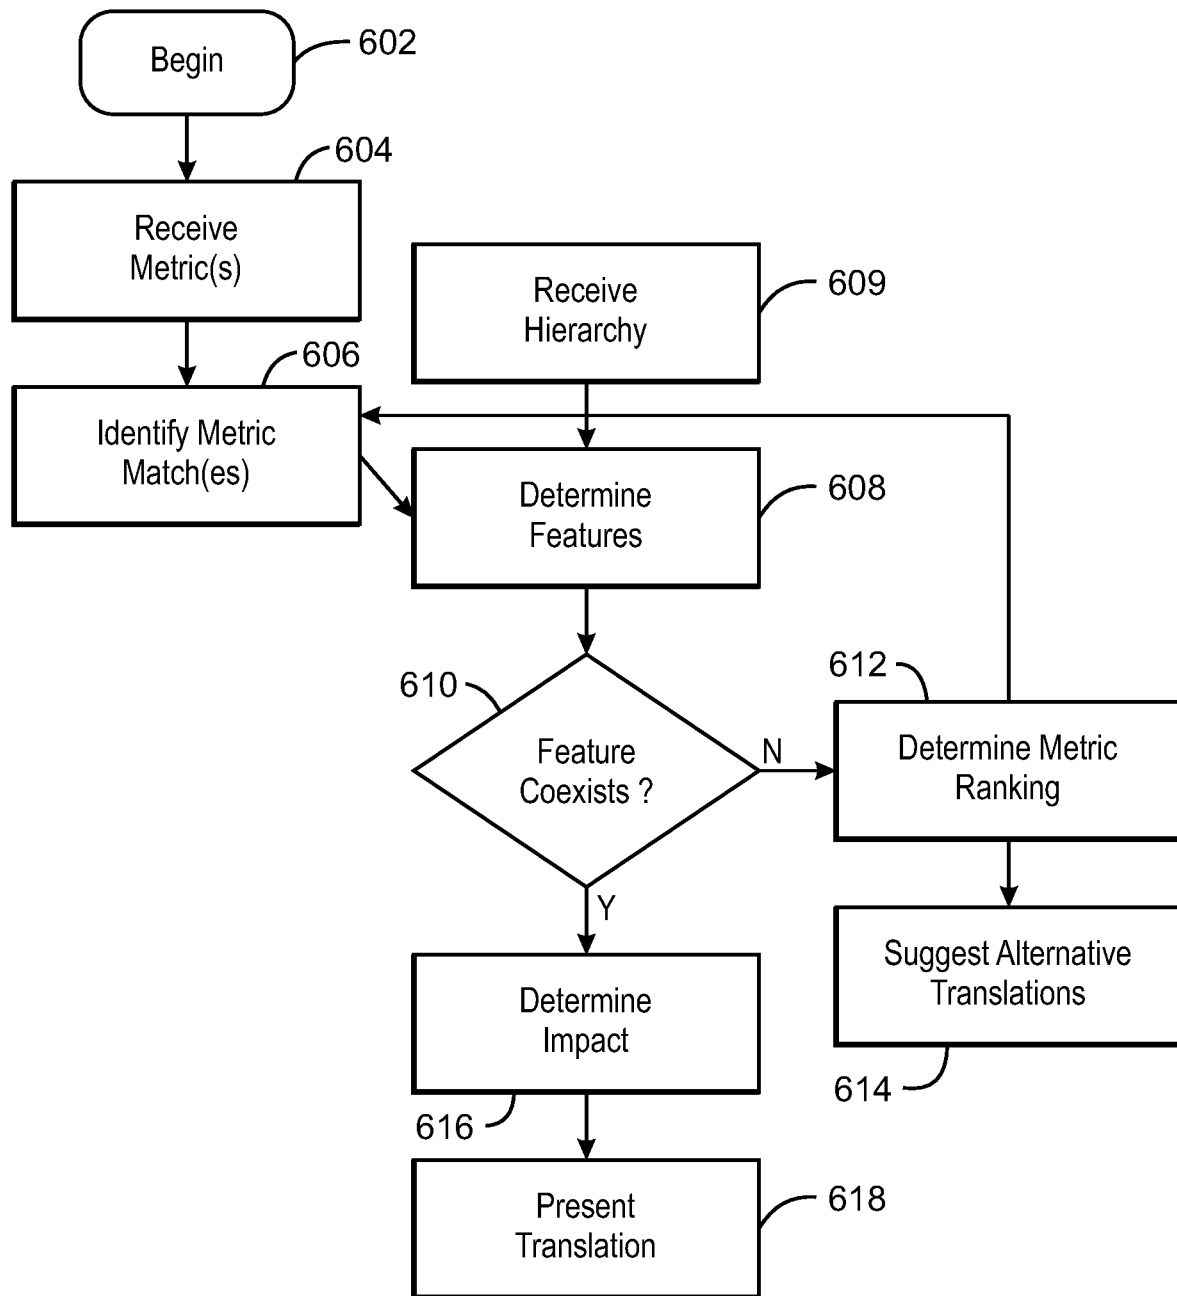 Begin
602
604
Receive
Metric(s)
Receive
Hierarchy
609
606
Identify Metric
Match(es)
Determine
Features
608
610
Feature
Coexists ?
N
Y
612
Determine Metric
Ranking
Suggest Alternative
Translations
614
Determine
Impact
616
Present
Translation
618